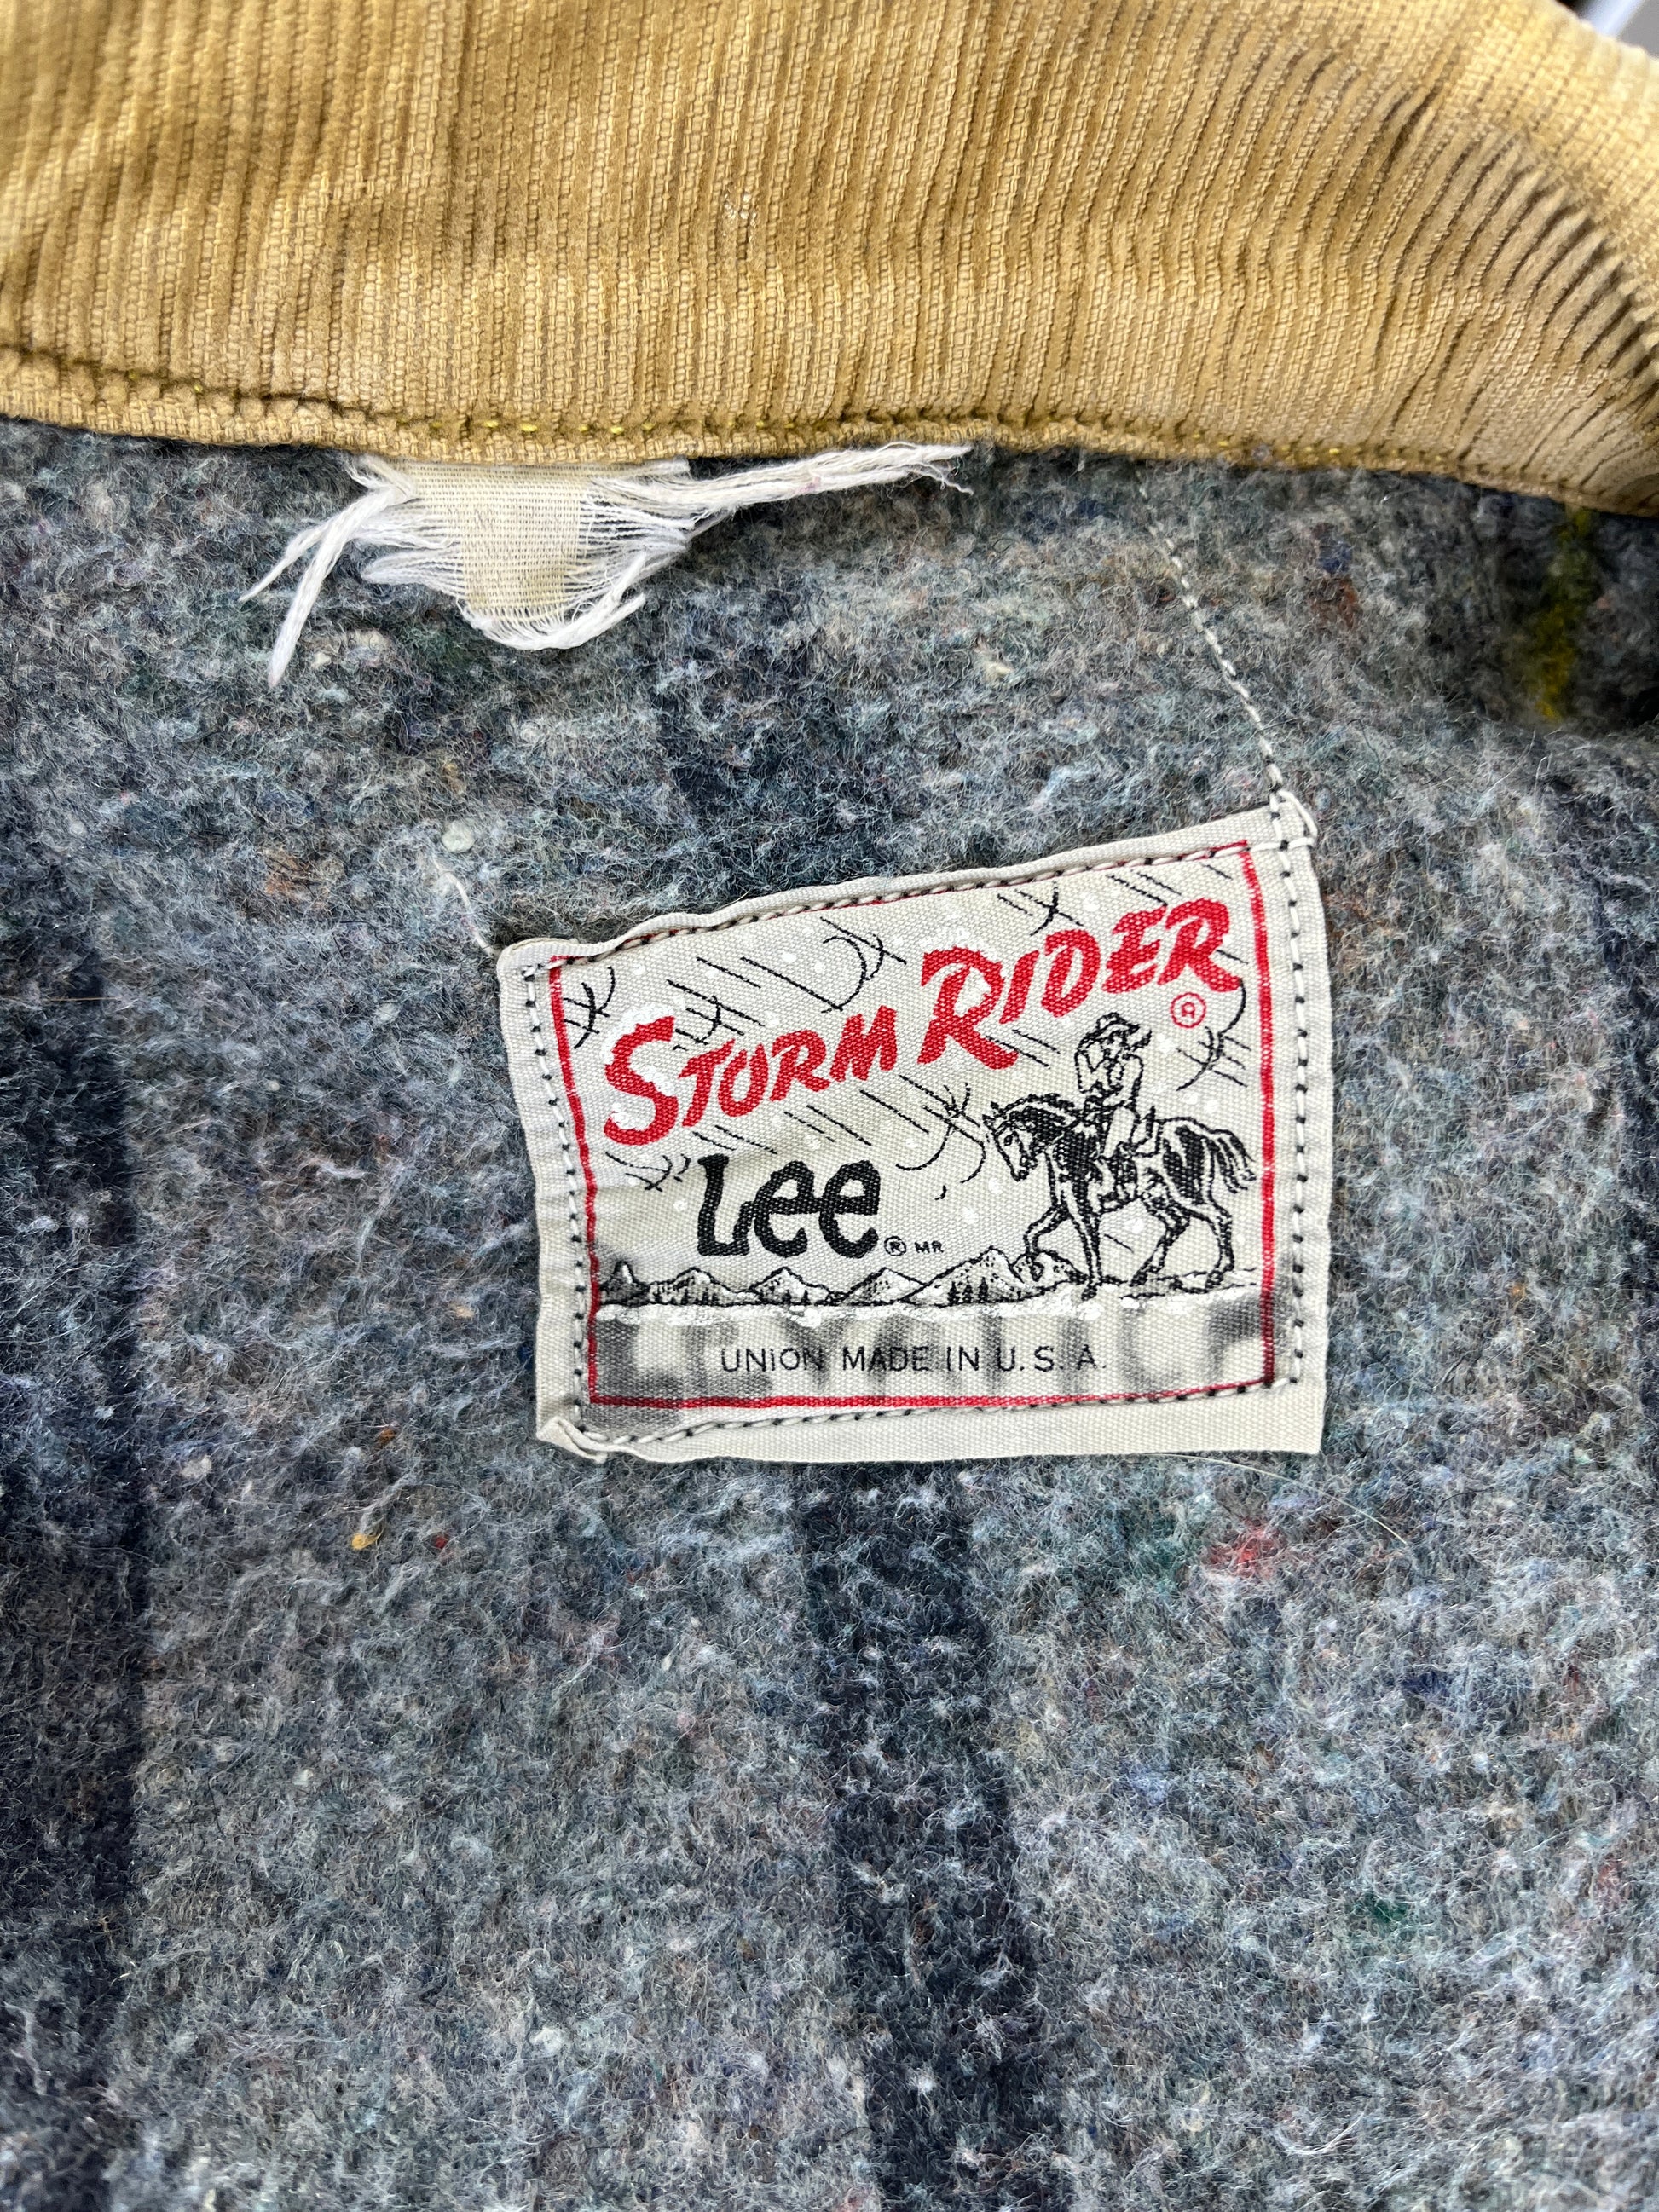 STORM RIDER ®
Lee ® MR
UNION MADE IN U.S.A.